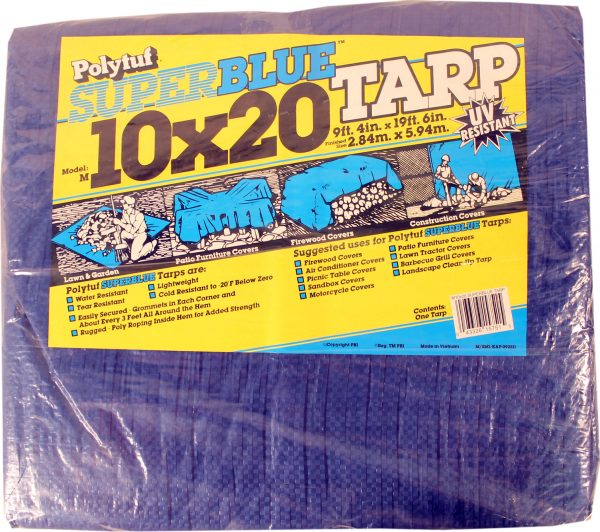 Polytuf®
SUPERBLUE™
TARP
Model: M
10x20
Finished Size:
9ft. 4in. x 19ft. 6in.
2.84m. x 5.94m.
UV
RESISTANT
Lawn & Garden
Patio Furniture Covers
Firewood Covers
Construction Covers
Polytuf SUPERBLUE Tarps are:
Water Resistant
Tear Resistant
Lightweight
Cold Resistant to -20°F Below Zero
Easily Secured - Grommets in Each Corner and
About Every 3 Feet All Around the Hem
Rugged - Poly Roping Inside Hem for Added Strength
Suggested uses for Polytuf SUPERBLUE Tarps:
Firewood Covers
Air Conditioner Covers
Picnic Table Covers
Sandbox Covers
Motorcycle Covers
Patio Furniture Covers
Lawn Tractor Covers
Barbecue Grill Covers
Landscape Clean-Up Tarp
Contents:
One Tarp
©Copyright PBI
®Reg. TM PBI
Made in Vietnam